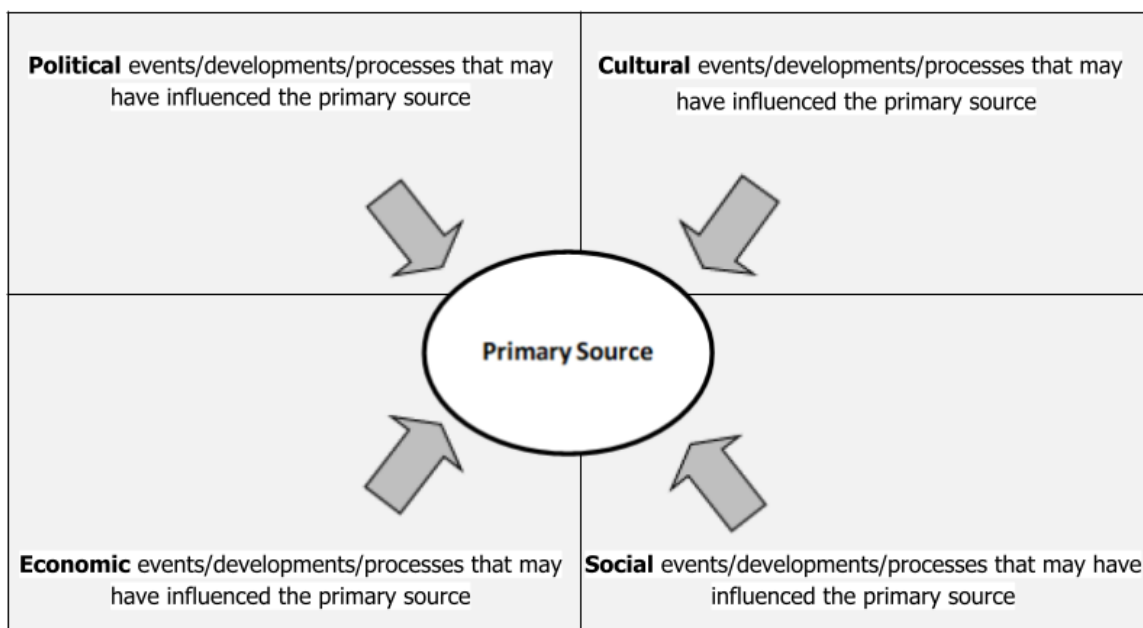 Political events/developments/processes that may
have influenced the primary source
Cultural events/developments/processes that may
have influenced the primary source
Primary Source
Economic events/developments/processes that may
have influenced the primary source
Social events/developments/processes that may have
influenced the primary source